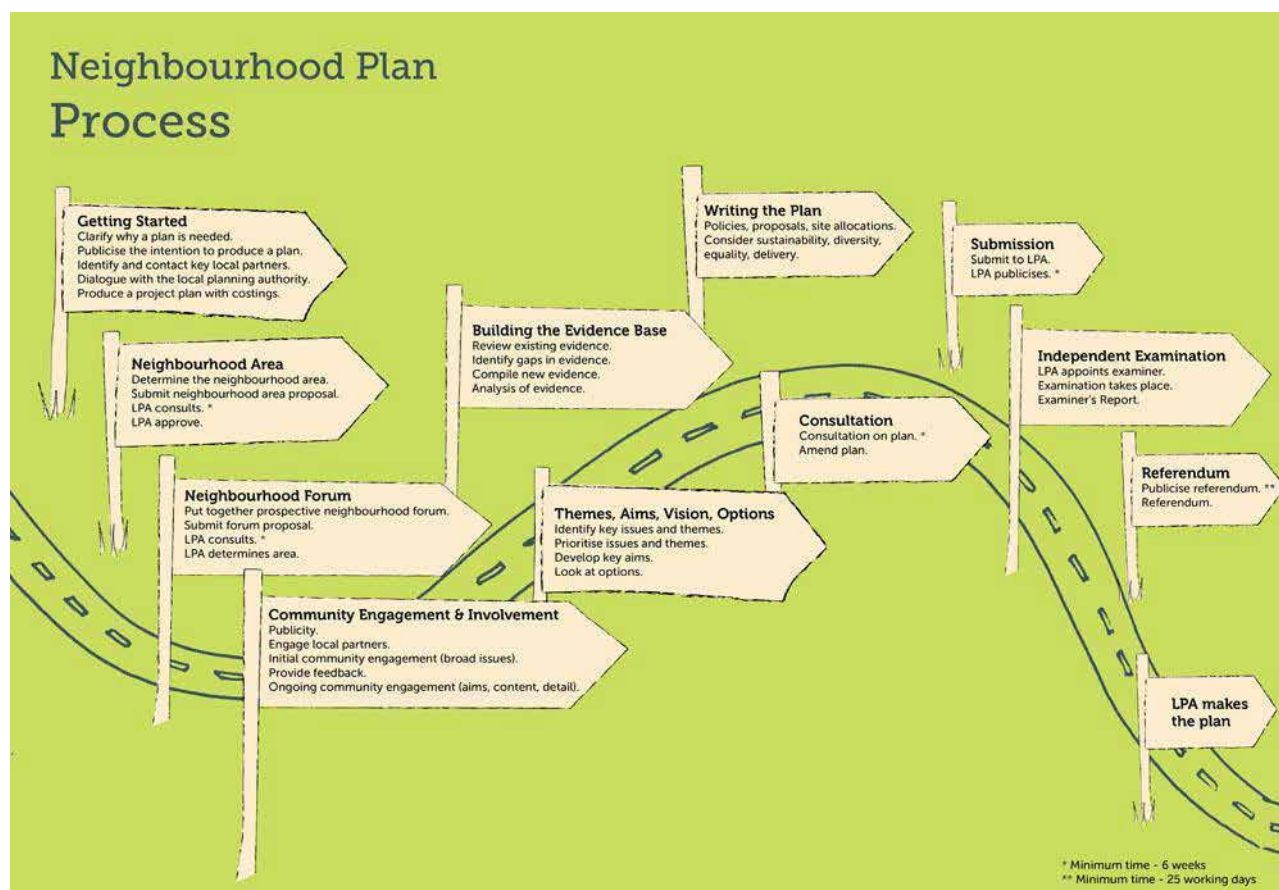 Neighbourhood Plan
Process
Getting Started
Clarify why a plan is needed.
Publicise the intention to produce a plan.
Identify and contact key local partners.
Dialogue with the local planning authority.
Produce a project plan with costings.
Neighbourhood Area
Determine the neighbourhood area.
Submit neighbourhood area proposal.
LPA consults. *
LPA approve.
Neighbourhood Forum
Put together prospective neighbourhood forum.
Submit forum proposal.
LPA consults. *
LPA determines area.
Community Engagement & Involvement
Publicity.
Engage local partners.
Initial community engagement (broad issues).
Provide feedback.
Ongoing community engagement (aims, content, detail).
Building the Evidence Base
Review existing evidence.
Identify gaps in evidence.
Compile new evidence.
Analysis of evidence.
Themes, Aims, Vision, Options
Identify key issues and themes.
Prioritise issues and themes.
Develop key aims.
Look at options.
Writing the Plan
Policies, proposals, site allocations.
Consider sustainability, diversity,
equality, delivery.
Consultation
Consultation on plan. *
Amend plan.
Submission
Submit to LPA.
LPA publicises. *
Independent Examination
LPA appoints examiner.
Examination takes place.
Examiner's Report.
Referendum
Publicise referendum. **
Referendum.
LPA makes
the plan
* Minimum time - 6 weeks
** Minimum time - 25 working days